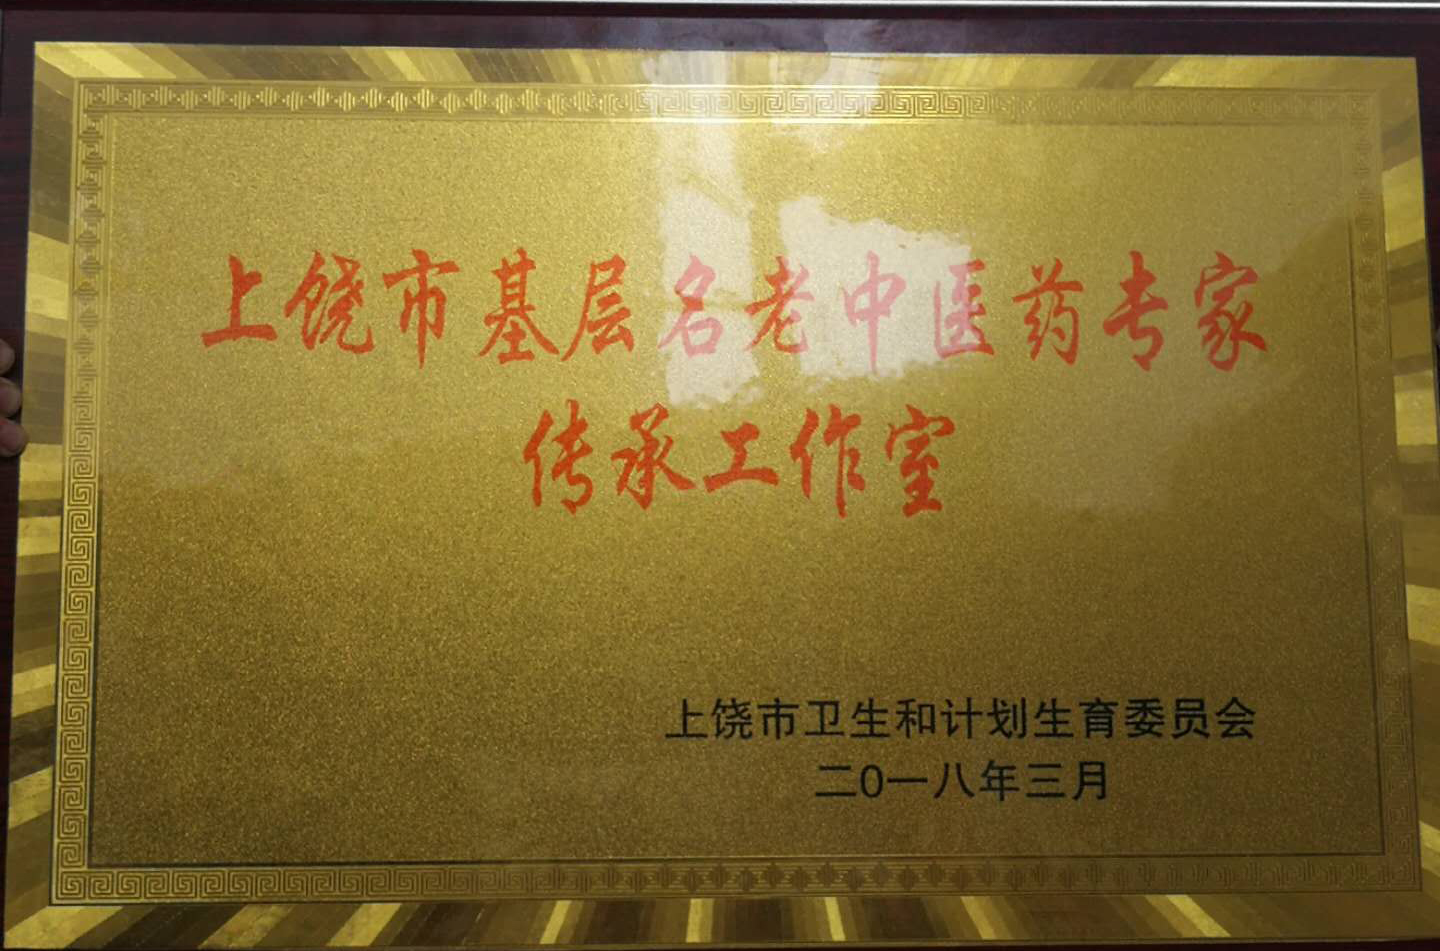 上饶市基层名老中医药专家
传承工作室
上饶市卫生和计划生育委员会
二0一八年三月